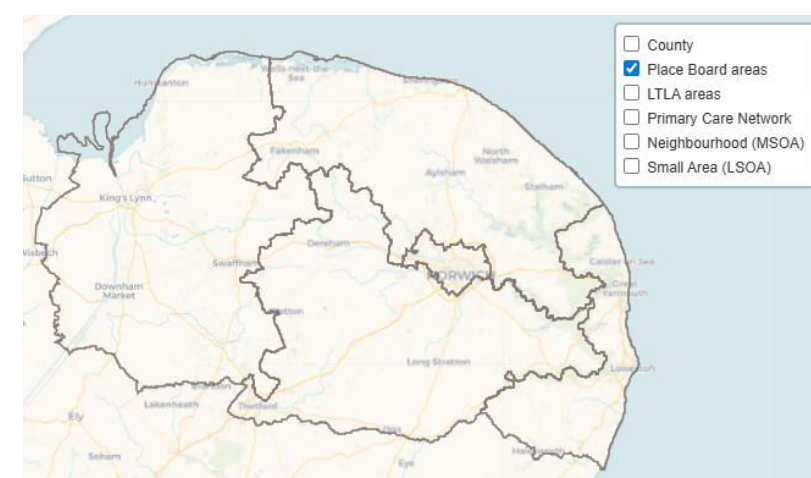 County
Place Board areas
LTLA areas
Primary Care Network
Neighbourhood (MSOA)
Small Area (LSOA)
Wells-next-the-
Sea
Hunstanton
Sheringham
Fakenham
North
Walsham
Aylsham
Sutton
Stalham
King's Lynn
Dereham
Wisbech
Swaffham
Caister-on-Sea
NORWICH
Great
Yarmouth
Downham
Market
Watton
Long Stratton
Lowestoft
Lakenheath
Thetford
Ely
Diss
Halesworth
Soham
Eye